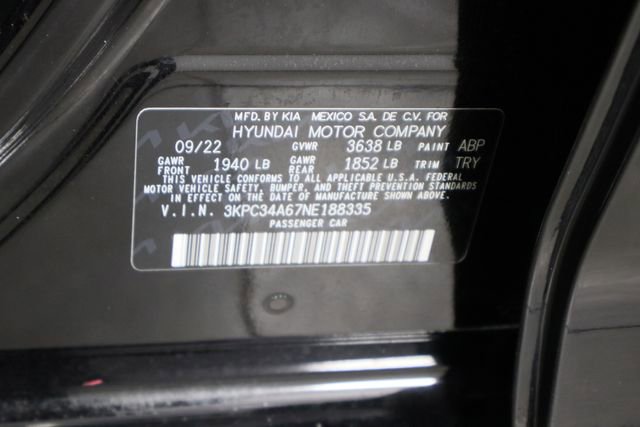 MFD. BY KIA MEXICO S.A. DE C.V. FOR
HYUNDAI MOTOR COMPANY
09/22 GVWR 3638 LB PAINT ABP
GAWR FRONT 1940 LB GAWR REAR 1852 LB TRIM TRY
THIS VEHICLE CONFORMS TO ALL APPLICABLE U.S.A. FEDERAL
MOTOR VEHICLE SAFETY, BUMPER, AND THEFT PREVENTION STANDARDS
IN EFFECT ON THE DATE OF MANUFACTURE SHOWN ABOVE.
V.I.N. 3KPC34A67NE188335
PASSENGER CAR